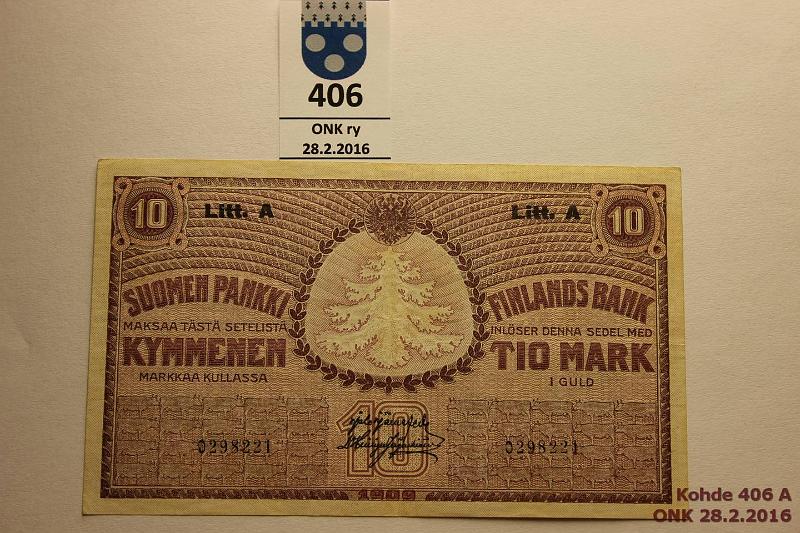 406
ONK ry
28.2.2016
10 Litt. A Litt. A 10
SUOMEN PANKKI
MAKSAA TÄSTÄ SETELISTÄ
KYMMENEN
MARKKAA KULLASSA
FINLANDS BANK
INLÖSER DENNA SEDEL MED
TIO MARK
I GULD
10
0298221 0298221
1909
Kohde 406 A
ONK 28.2.2016